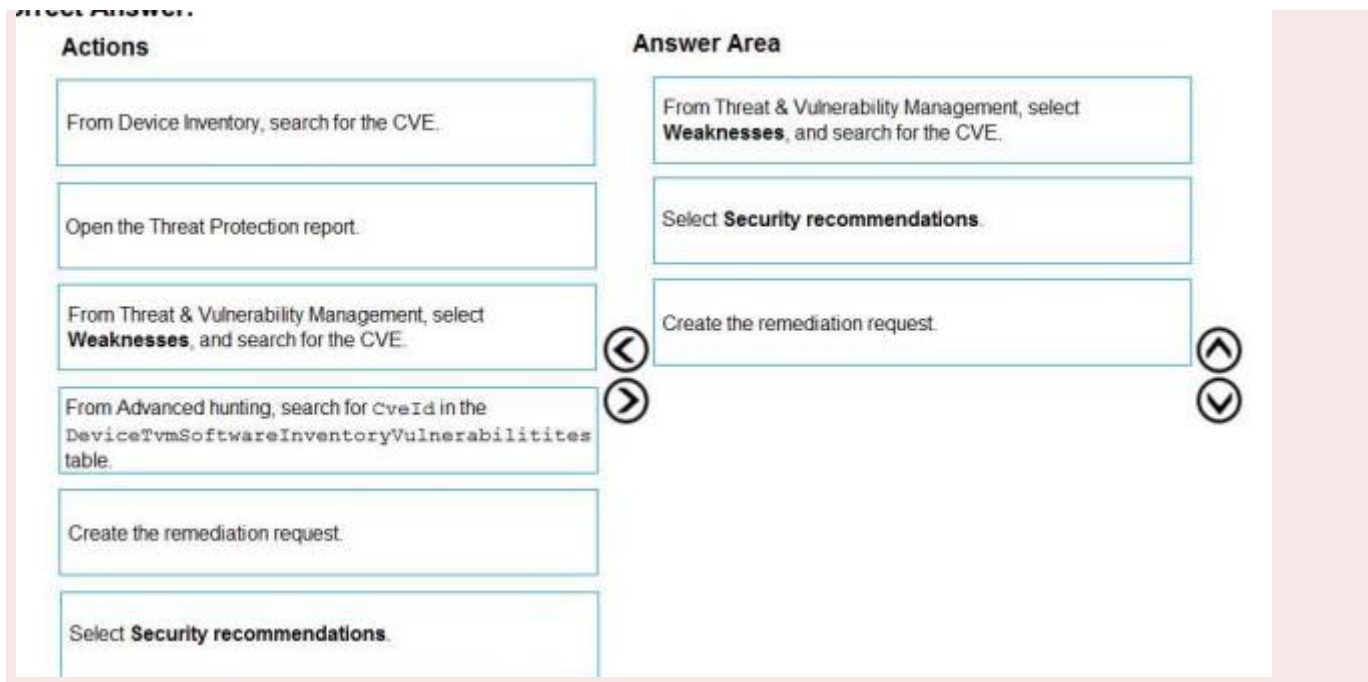 Correct Answer:
Actions
Answer Area
From Device Inventory, search for the CVE.
Open the Threat Protection report.
From Threat & Vulnerability Management, select
Weaknesses, and search for the CVE.
From Advanced hunting, search for CveId in the
DeviceTvmSoftwareInventoryVulnerabilitites
table.
Create the remediation request.
Select Security recommendations.
From Threat & Vulnerability Management, select
Weaknesses, and search for the CVE.
Select Security recommendations.
Create the remediation request.